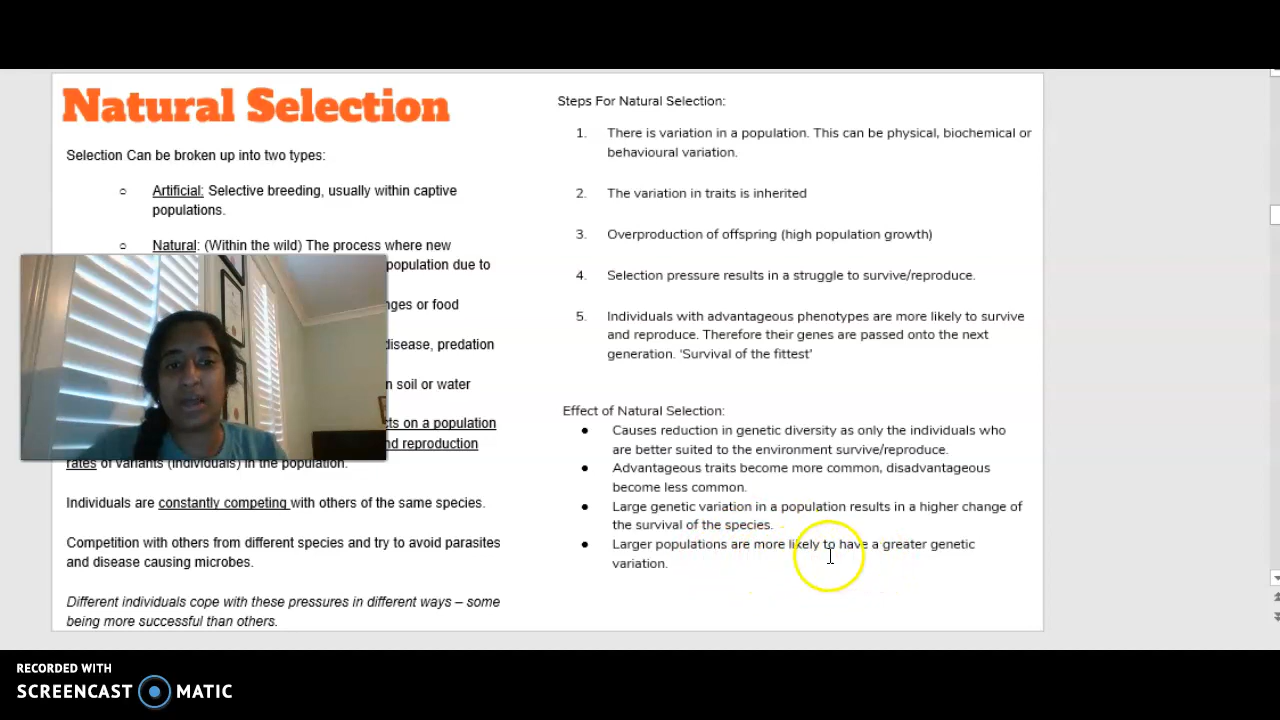 Natural Selection
Selection Can be broken up into two types:
Artificial: Selective breeding, usually within captive
populations.
Natural: (Within the wild) The process where new
population due to
nges or food
disease, predation
n soil or water
cts on a population
nd reproduction
rates of variants (individuals) in the population.
Individuals are constantly competing with others of the same species.
Competition with others from different species and try to avoid parasites
and disease causing microbes.
Different individuals cope with these pressures in different ways – some
being more successful than others.
Steps For Natural Selection:
1. There is variation in a population. This can be physical, biochemical or
behavioural variation.
2. The variation in traits is inherited
3. Overproduction of offspring (high population growth)
4. Selection pressure results in a struggle to survive/reproduce.
5. Individuals with advantageous phenotypes are more likely to survive
and reproduce. Therefore their genes are passed onto the next
generation. 'Survival of the fittest'
Effect of Natural Selection:
Causes reduction in genetic diversity as only the individuals who
are better suited to the environment survive/reproduce.
Advantageous traits become more common, disadvantageous
become less common.
Large genetic variation in a population results in a higher change of
the survival of the species.
Larger populations are more likely to have a greater genetic
variation.
RECORDED WITH
SCREENCAST MATIC